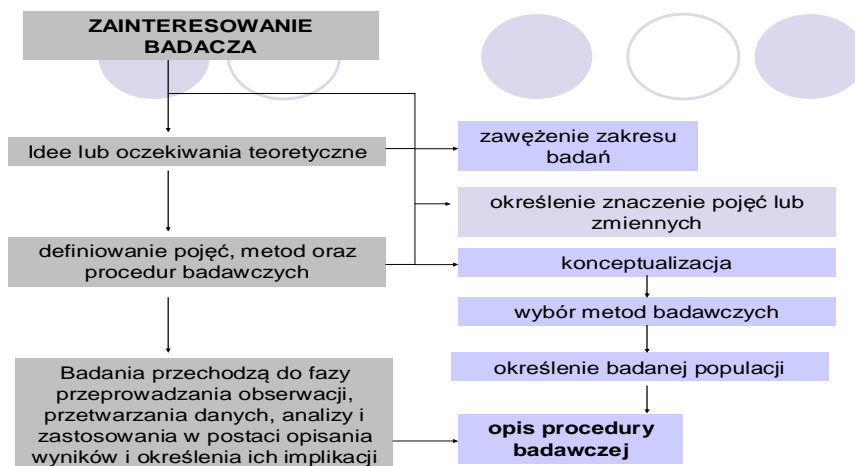 ZAINTERESOWANIE
BADACZA
Idee lub oczekiwania teoretyczne
zawężenie zakresu
badań
określenie znaczenie pojęć lub
zmiennych
definiowanie pojęć, metod oraz
procedur badawczych
konceptualizacja
wybór metod badawczych
określenie badanej populacji
Badania przechodzą do fazy
przeprowadzania obserwacji,
przetwarzania danych, analizy i
zastosowania w postaci opisania
wyników i określenia ich implikacji
opis procedury
badawczej